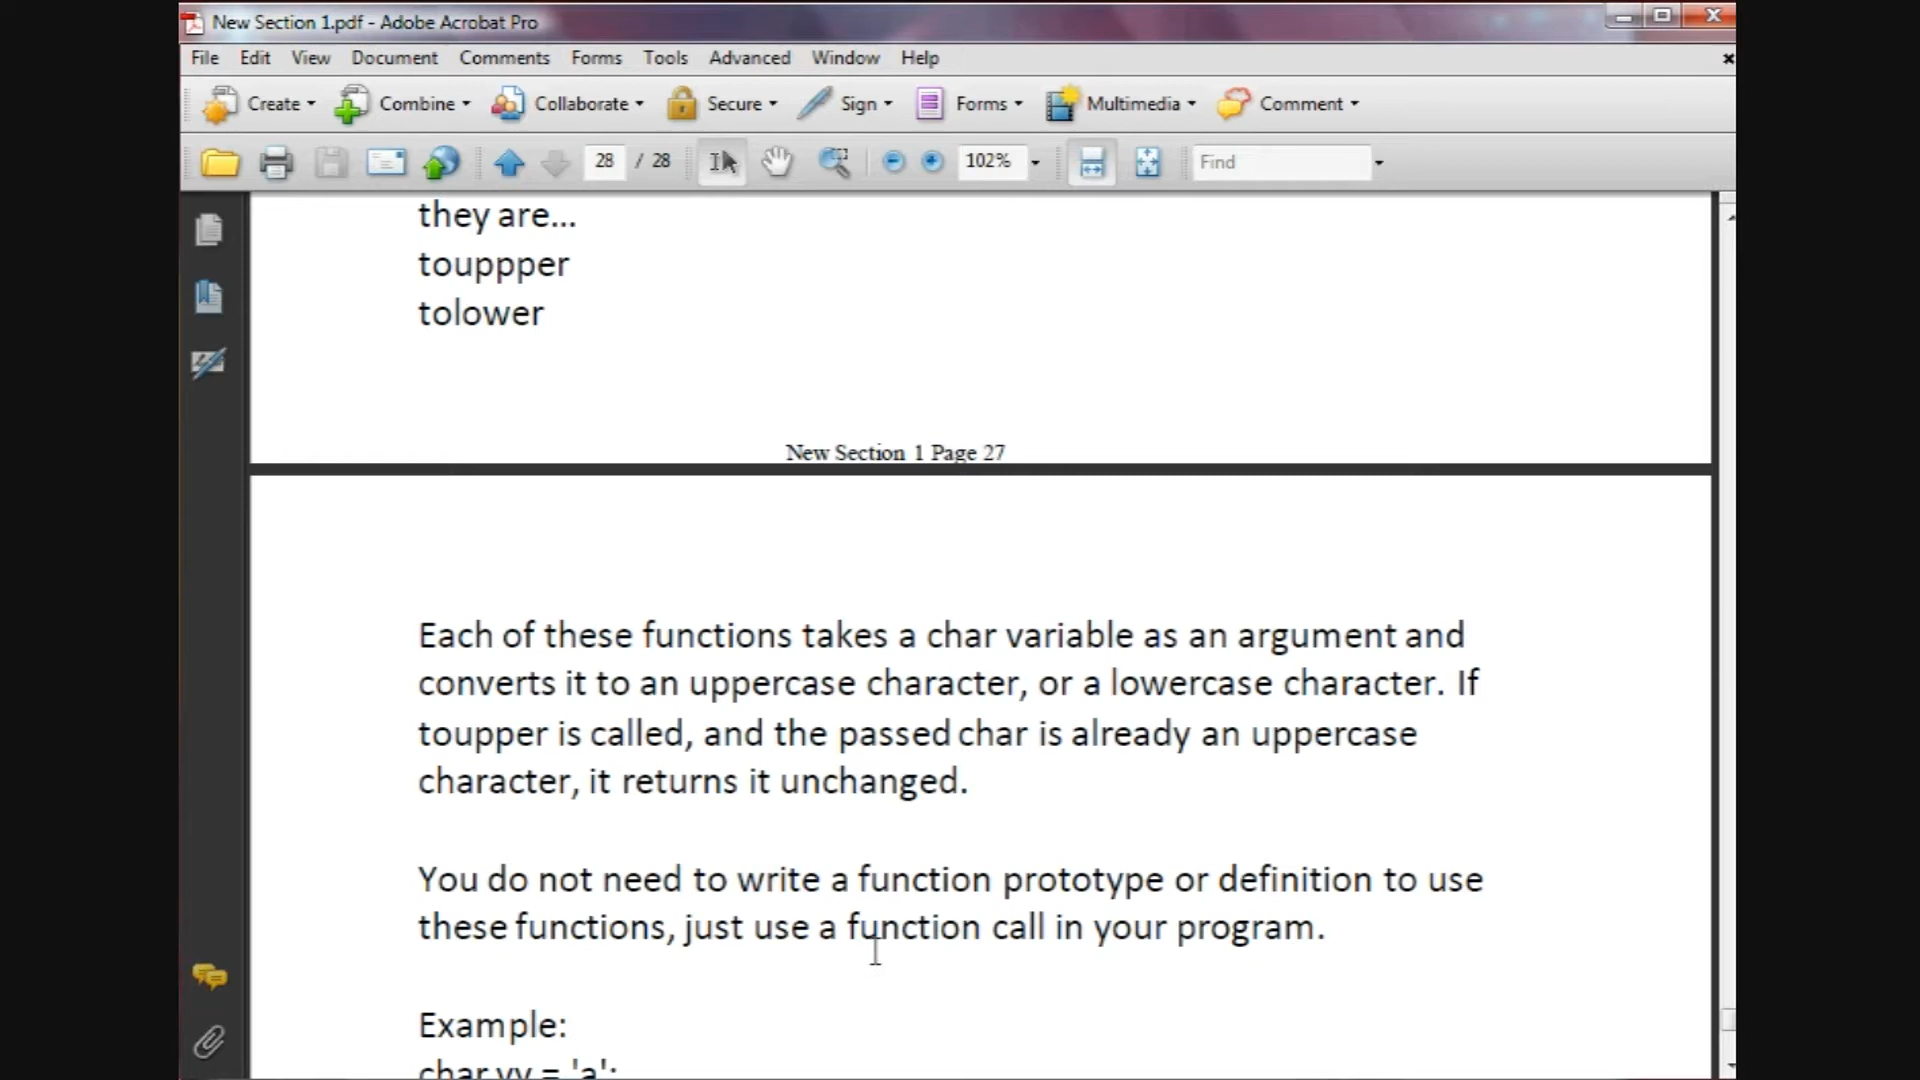 New Section 1.pdf - Adobe Acrobat Pro
File Edit View Document Comments Forms Tools Advanced Window Help
Create Combine Collaborate Secure Sign Forms Multimedia Comment
28 / 28 102% Find
they are...
touppper
tolower
New Section 1 Page 27
Each of these functions takes a char variable as an argument and
converts it to an uppercase character, or a lowercase character. If
toupper is called, and the passed char is already an uppercase
character, it returns it unchanged.
You do not need to write a function prototype or definition to use
these functions, just use a function call in your program.
Example:
char yy = 'a';